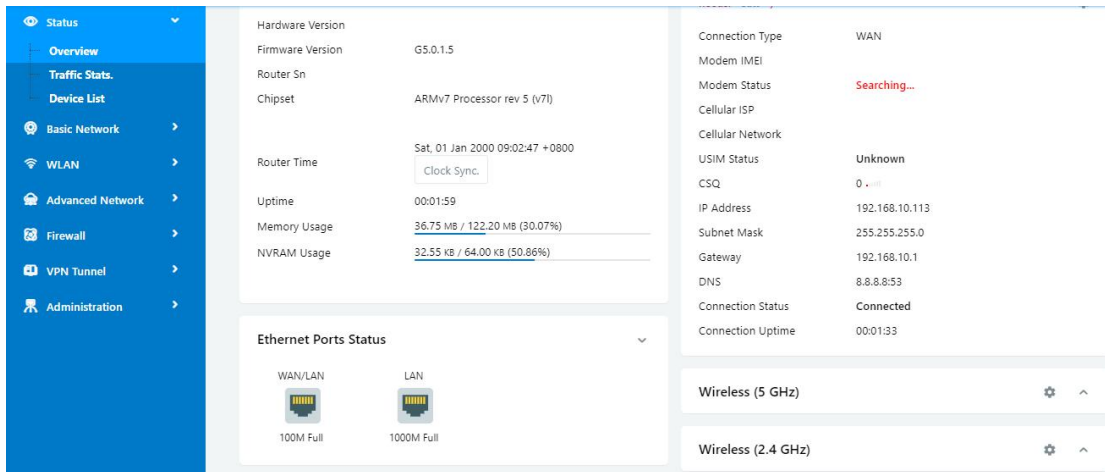 Status
Overview
Traffic Stats.
Device List
Basic Network
WLAN
Advanced Network
Firewall
VPN Tunnel
Administration
Hardware Version
Firmware Version G5.0.1.5
Router Sn
Chipset ARMv7 Processor rev 5 (v7l)
Router Time Sat, 01 Jan 2000 09:02:47 +0800
Clock Sync.
Uptime 00:01:59
Memory Usage 36.75 MB / 122.20 MB (30.07%)
NVRAM Usage 32.55 KB / 64.00 KB (50.86%)
Ethernet Ports Status
WAN/LAN LAN
100M Full 1000M Full
Connection Type WAN
Modem IMEI
Modem Status Searching...
Cellular ISP
Cellular Network
USIM Status Unknown
CSQ 0
IP Address 192.168.10.113
Subnet Mask 255.255.255.0
Gateway 192.168.10.1
DNS 8.8.8.8:53
Connection Status Connected
Connection Uptime 00:01:33
Wireless (5 GHz)
Wireless (2.4 GHz)